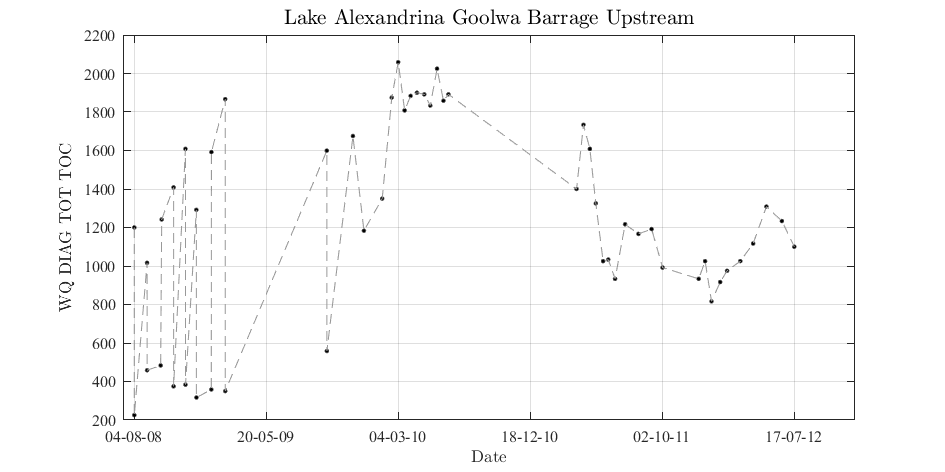 Lake Alexandrina Goolwa Barrage Upstream
WQ DIAG TOT TOC
2200
2000
1800
1600
1400
1200
1000
800
600
400
200
04-08-08 20-05-09 04-03-10 18-12-10 02-10-11 17-07-12
Date